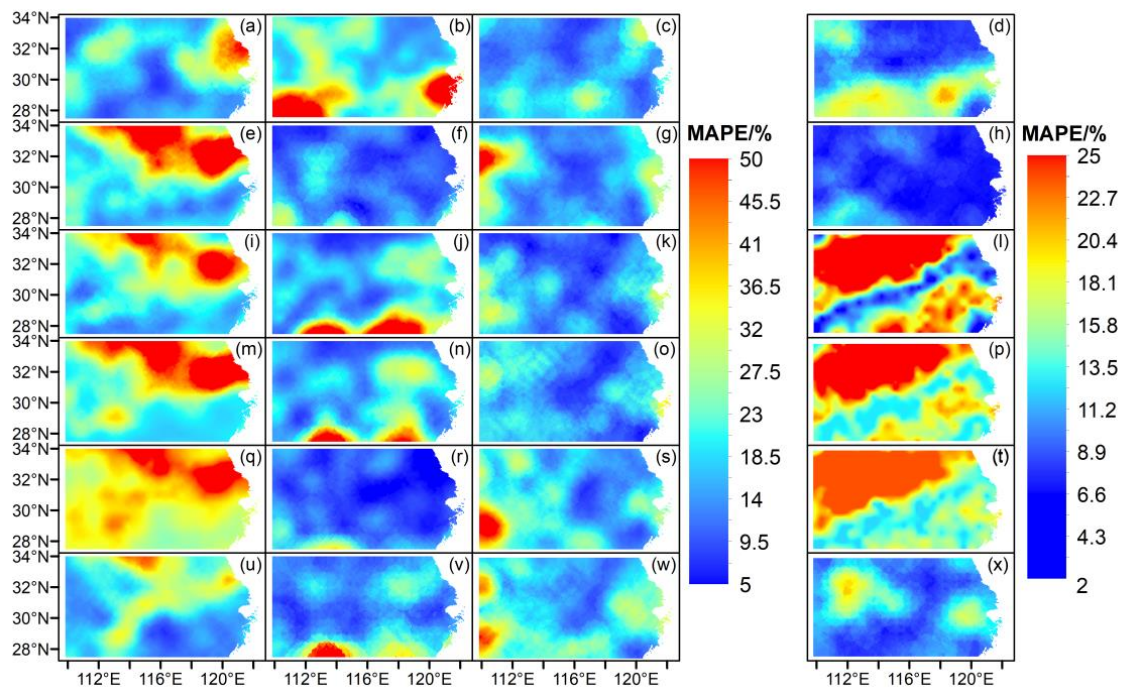 34°N (a) (b) (c) (d)
32°N
30°N
28°N
34°N (e) (f) (g) MAPE/% (h) MAPE/%
32°N 50 25
30°N 45.5 22.7
28°N 41 20.4
34°N (i) (j) (k) 36.5 (l) 18.1
32°N 32 15.8
30°N 27.5 13.5
28°N 23 11.2
34°N (m) (n) (o) 18.5 (p) 8.9
32°N 14 6.6
30°N 9.5 4.3
28°N 5 2
34°N (q) (r) (s) (t)
32°N
30°N
28°N
34°N (u) (v) (w) (x)
32°N
30°N
28°N
112°E 116°E 120°E 112°E 116°E 120°E 112°E 116°E 120°E 112°E 116°E 120°E